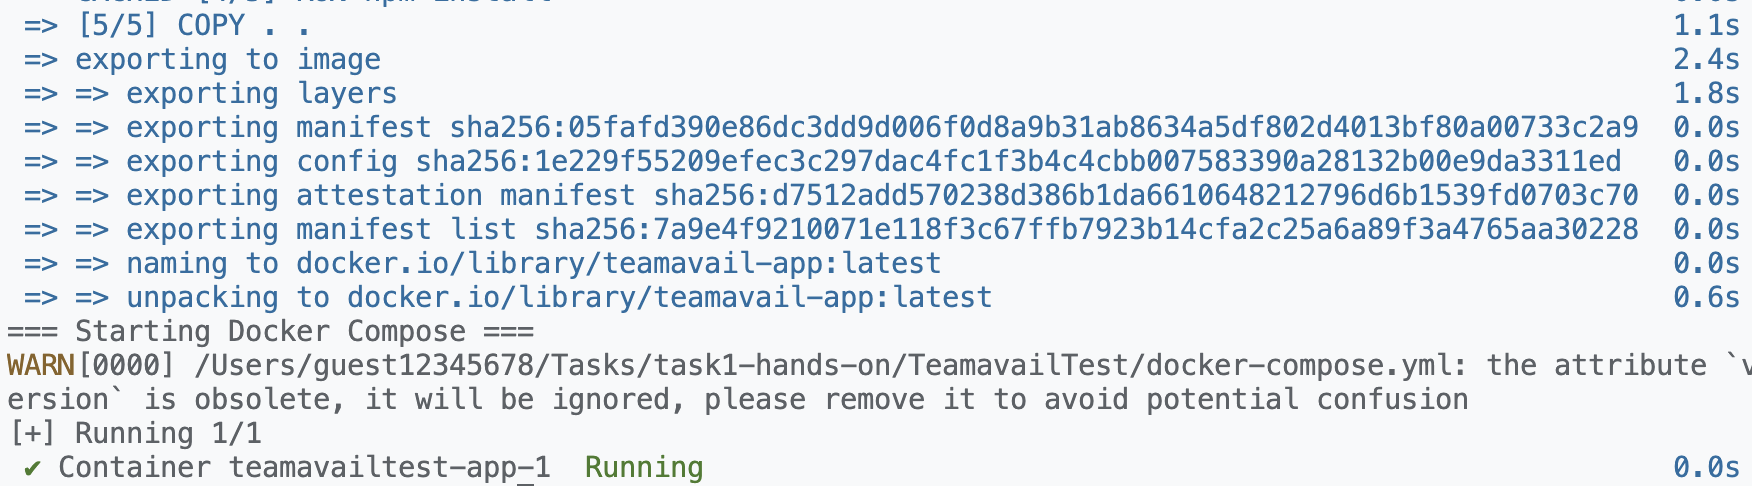 => [5/5] COPY . . 1.1s
=> exporting to image 2.4s
=> => exporting layers 1.8s
=> => exporting manifest sha256:05fafd390e86dc3dd9d006f0d8a9b31ab8634a5df802d4013bf80a00733c2a9 0.0s
=> => exporting config sha256:1e229f55209efec3c297dac4fc1f3b4c4cbb007583390a28132b00e9da3311ed 0.0s
=> => exporting attestation manifest sha256:d7512add570238d386b1da6610648212796d6b1539fd0703c70 0.0s
=> => exporting manifest list sha256:7a9e4f9210071e118f3c67ffb7923b14cfa2c25a6a89f3a4765aa30228 0.0s
=> => naming to docker.io/library/teamavail-app:latest 0.0s
=> => unpacking to docker.io/library/teamavail-app:latest 0.6s
=== Starting Docker Compose ===
WARN[0000] /Users/guest12345678/Tasks/task1-hands-on/TeamavailTest/docker-compose.yml: the attribute `v
ersion` is obsolete, it will be ignored, please remove it to avoid potential confusion
[+] Running 1/1
✔ Container teamavailtest-app-1 Running 0.0s